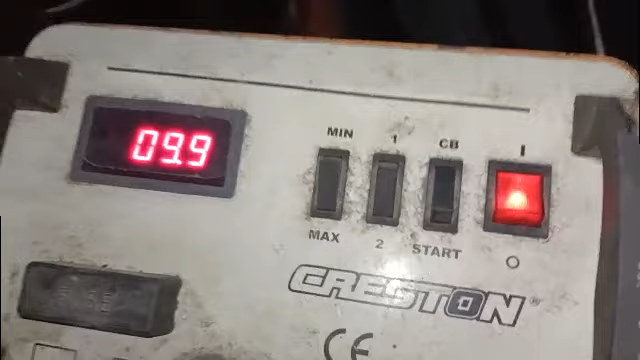 09.9
MIN 1 CB I
MAX 2 START O
CRESTON®
CE